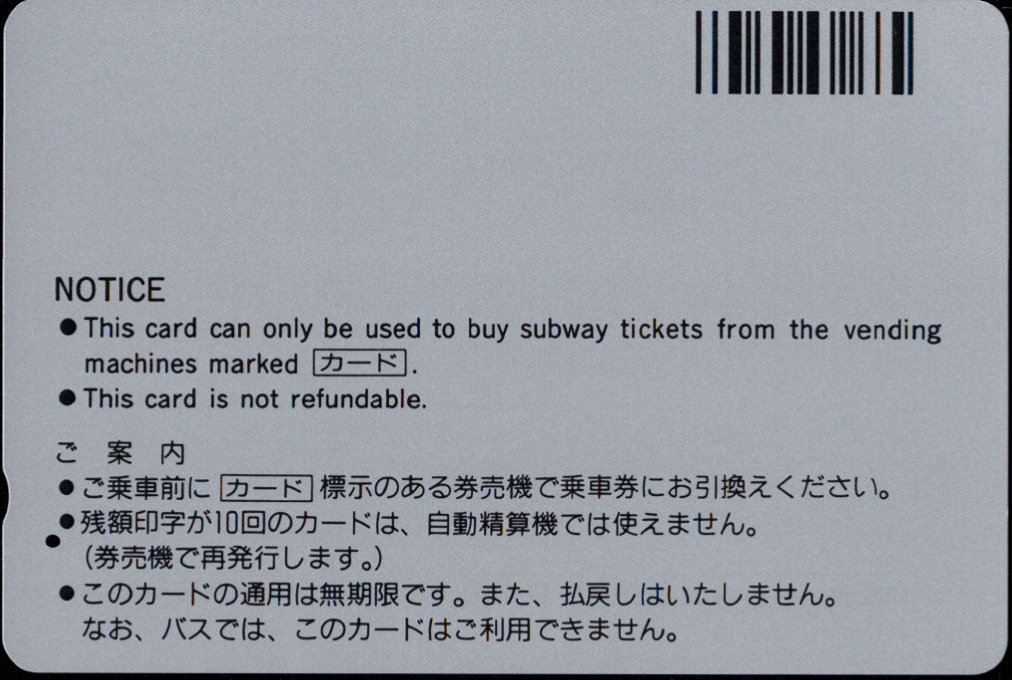 NOTICE
●This card can only be used to buy subway tickets from the vending
machines marked カード.
●This card is not refundable.
ご 案 内
●ご乗車前に カード 標示のある券売機で乗車券にお引換えください。
●残額印字が10回のカードは、自動精算機では使えません。
(券売機で再発行します。)
●このカードの通用は無期限です。また、払戻しはいたしません。
なお、バスでは、このカードはご利用できません。